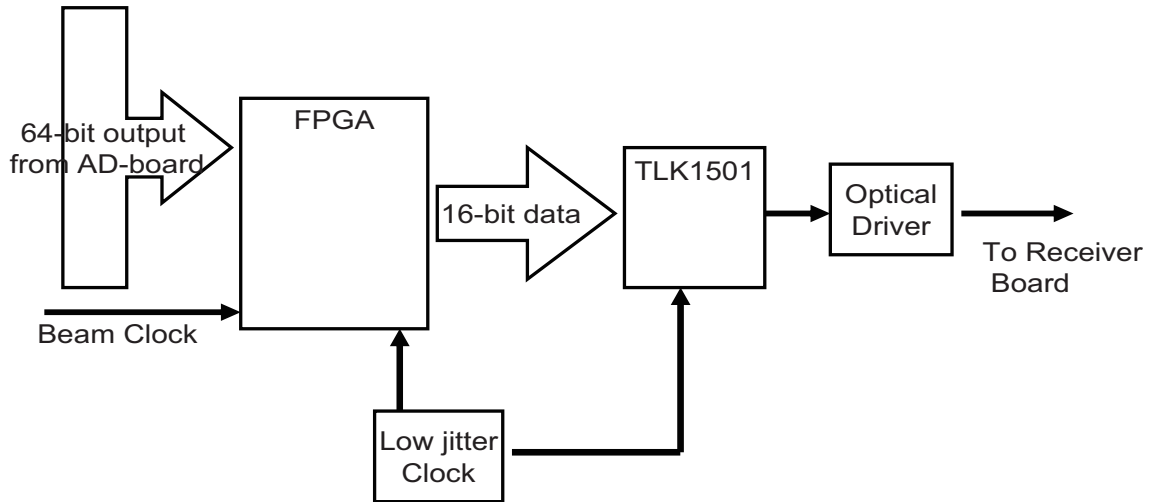 64-bit output
from AD-board
FPGA
16-bit data
TLK1501
Optical
Driver
To Receiver
Board
Beam Clock
Low jitter
Clock